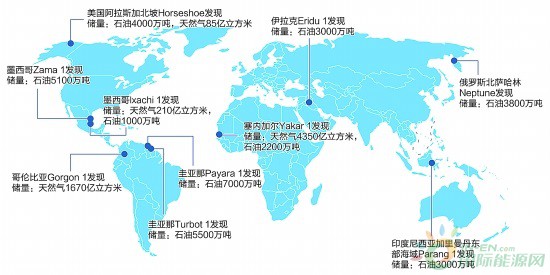 美国阿拉斯加北坡Horseshoe发现
储量：石油4000万吨，天然气85亿立方米
伊拉克Eridu 1发现
储量：石油3000万吨
墨西哥Zama 1发现
储量：石油5100万吨
墨西哥Ixachi 1发现
储量：天然气210亿立方米，
石油1000万吨
俄罗斯北萨哈林
Neptune发现
储量：石油3800万吨
塞内加尔Yakar 1发现
储量：天然气4350亿立方米，
石油2200万吨
哥伦比亚Gorgon 1发现
储量：天然气1670亿立方米
圭亚那Payara 1发现
储量：石油7000万吨
圭亚那Turbot 1发现
储量：石油5500万吨
印度尼西亚加里曼丹东
部海域Parang 1发现
储量：石油3000万吨
国际能源网